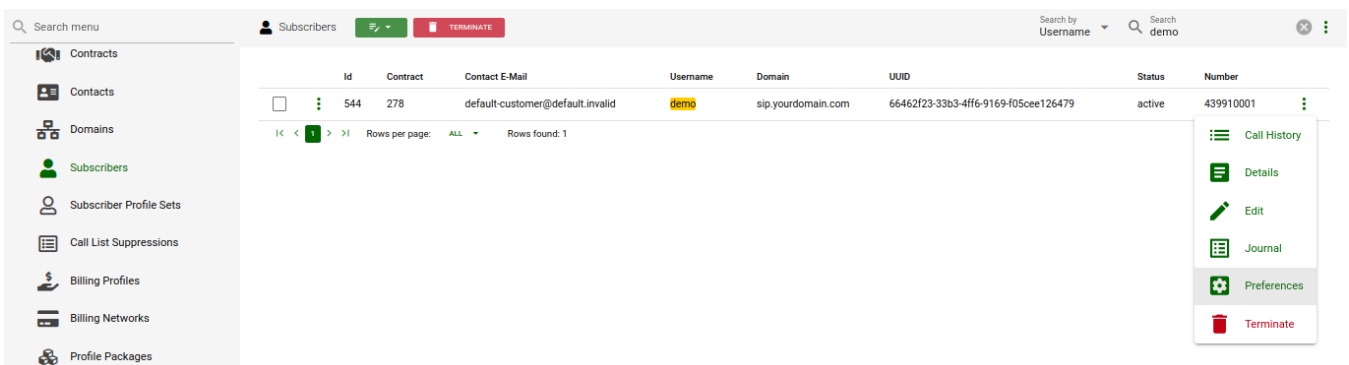 Search menu
Contracts
Contacts
Domains
Subscribers
Subscriber Profile Sets
Call List Suppressions
Billing Profiles
Billing Networks
Profile Packages
Subscribers
TERMINATE
Search by
Username
Search
demo
Id Contract Contact E-Mail Username Domain UUID Status Number
544 278 default-customer@default.invalid demo sip.yourdomain.com 66462f23-33b3-4ff6-9169-f05cee126479 active 439910001
1 Rows per page: ALL Rows found: 1
Call History
Details
Edit
Journal
Preferences
Terminate